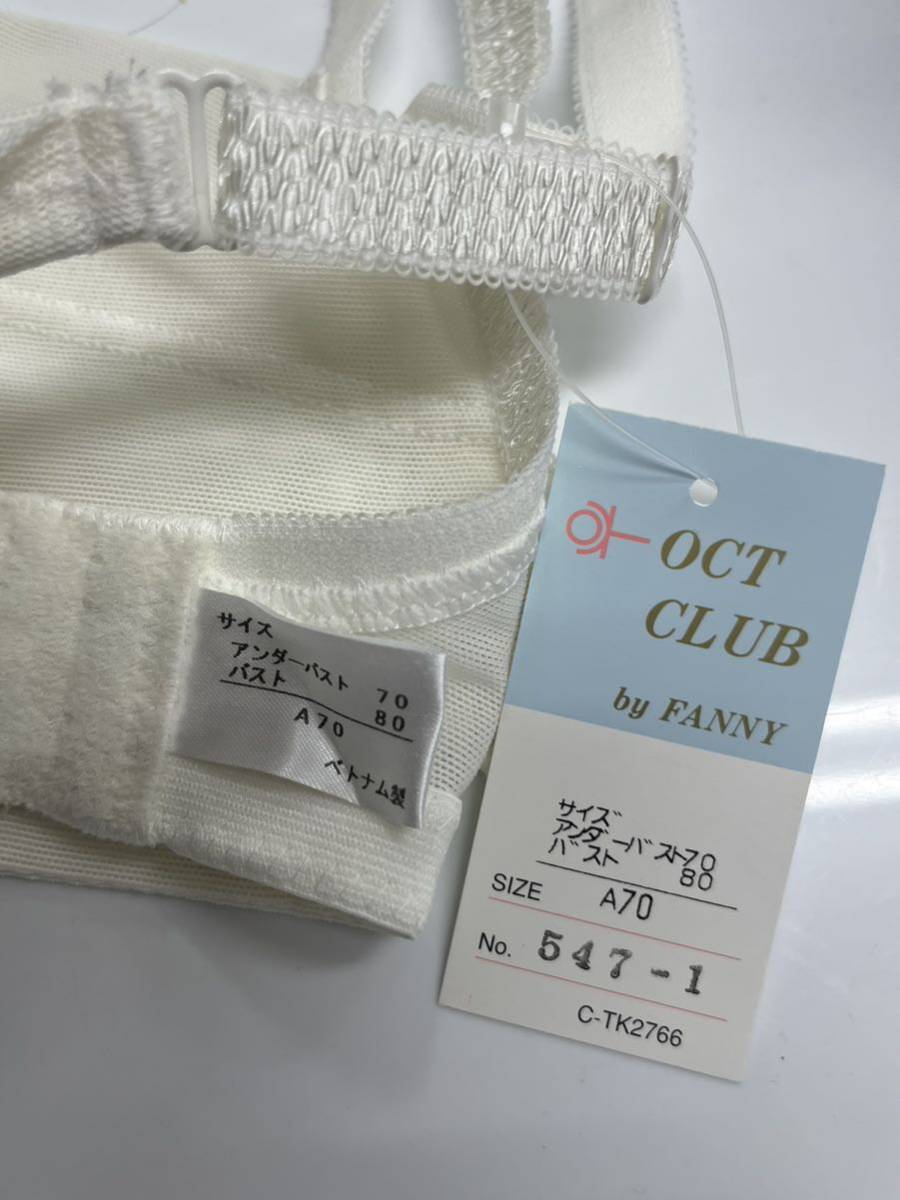 サイズ
アンダーバスト 70
バスト 80
A70
ベトナム製
OCT
CLUB
by FANNY
サイズ
アンダーバスト70
バスト 80
SIZE A70
No. 547-1
C-TK2766